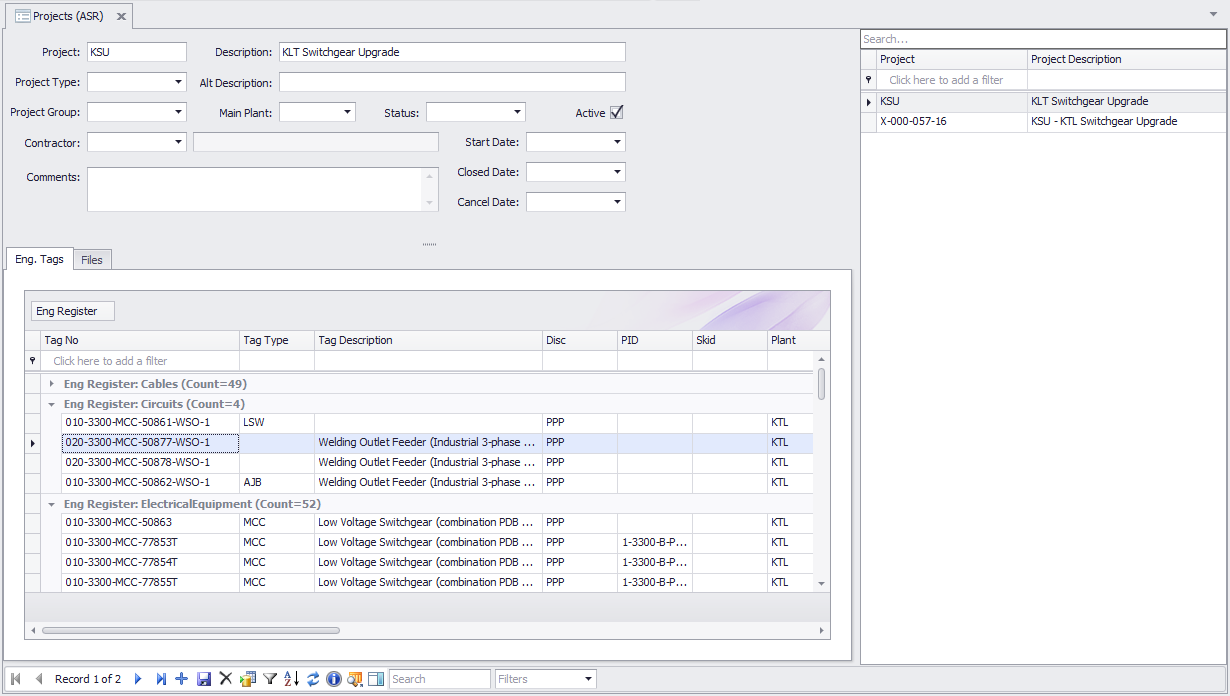 Projects (ASR)
Project: KSU Description: KLT Switchgear Upgrade
Project Type: Alt Description:
Project Group: Main Plant: Status: Active
Contractor: Start Date:
Closed Date:
Comments:
Cancel Date:
Search...
Project Project Description
Click here to add a filter
KSU KLT Switchgear Upgrade
X-000-057-16 KSU - KTL Switchgear Upgrade
Eng. Tags Files
Eng Register
Tag No Tag Type Tag Description Disc PID Skid Plant
Click here to add a filter
Eng Register: Cables (Count=49)
Eng Register: Circuits (Count=4)
010-3300-MCC-50861-WSO-1 LSW PPP KTL
020-3300-MCC-50877-WSO-1 Welding Outlet Feeder (Industrial 3-phase ... PPP KTL
020-3300-MCC-50878-WSO-1 Welding Outlet Feeder (Industrial 3-phase ... PPP KTL
010-3300-MCC-50862-WSO-1 AJB Welding Outlet Feeder (Industrial 3-phase ... PPP KTL
Eng Register: ElectricalEquipment (Count=52)
010-3300-MCC-50863 MCC Low Voltage Switchgear (combination PDB ... PPP KTL
010-3300-MCC-77853T MCC Low Voltage Switchgear (combination PDB ... PPP 1-3300-B-P... KTL
010-3300-MCC-77854T MCC Low Voltage Switchgear (combination PDB ... PPP 1-3300-B-P... KTL
010-3300-MCC-77855T MCC Low Voltage Switchgear (combination PDB ... PPP 1-3300-B-P... KTL
Record 1 of 2 Search Filters